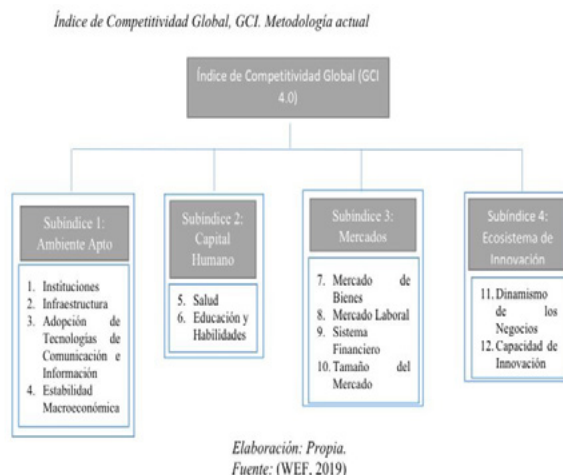 Índice de Competitividad Global, GCI. Metodología actual
Índice de Competitividad Global (GCI
4.0)
Subíndice 1:
Ambiente Apto
1. Instituciones
2. Infraestructura
3. Adopción de
Tecnologías de
Comunicación e
Información
4. Estabilidad
Macroeconómica
Subíndice 2:
Capital
Humano
5. Salud
6. Educación y
Habilidades
Subíndice 3:
Mercados
7. Mercado de
Bienes
8. Mercado Laboral
9. Sistema
Financiero
10. Tamaño del
Mercado
Subíndice 4:
Ecosistema de
Innovación
11. Dinamismo
de los
Negocios
12. Capacidad de
Innovación
Elaboración: Propia.
Fuente: (WEF, 2019)